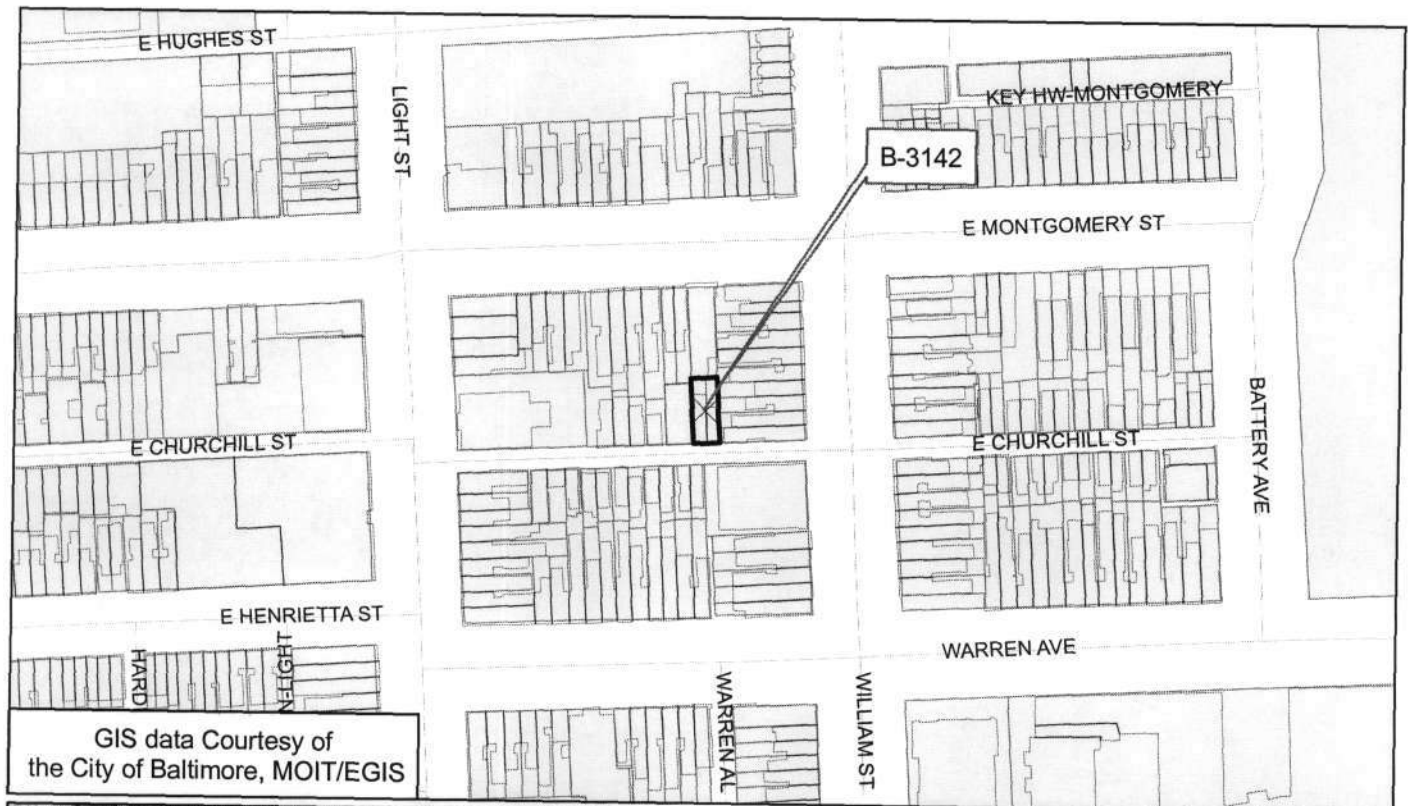 E HUGHES ST
LIGHT ST
KEY HW-MONTGOMERY
B-3142
E MONTGOMERY ST
E CHURCHILL ST
E CHURCHILL ST
BATTERY AVE
E HENRIETTA ST
WARREN AVE
HARD
N-LIGHT
WARREN AL
WILLIAM ST
GIS data Courtesy of
the City of Baltimore, MOIT/EGIS